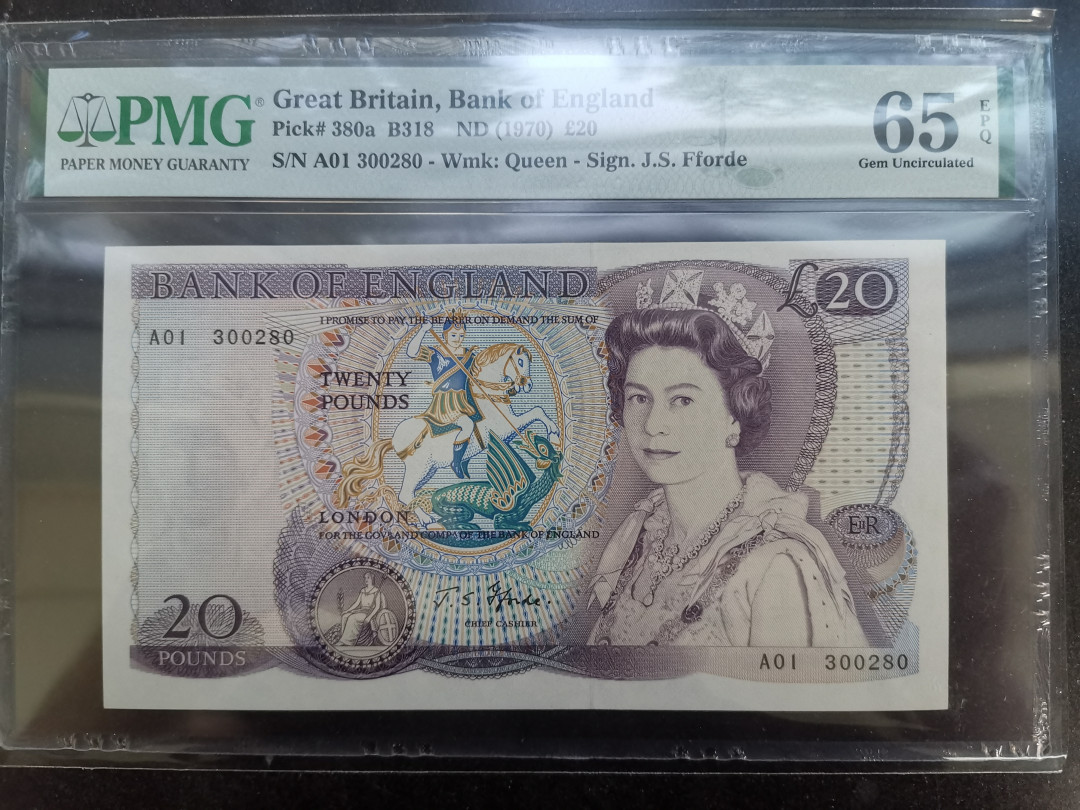 PMG®
PAPER MONEY GUARANTY
Great Britain, Bank of England
Pick# 380a B318 ND (1970) £20
S/N A01 300280 - Wmk: Queen - Sign. J.S. Fforde
65
EPQ
Gem Uncirculated
BANK OF ENGLAND
£20
I PROMISE TO PAY THE BEARER ON DEMAND THE SUM OF
A01 300280
TWENTY
POUNDS
LONDON
FOR THE GOVR AND COMPA OF THE BANK OF ENGLAND
EIIR
J. S. Fforde.
CHIEF CASHIER
20
POUNDS
A01 300280